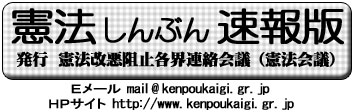 憲法しんぶん速報版
発行 憲法改悪阻止各界連絡会議（憲法会議）
Ｅメール mail@kenpoukaigi.gr.jp
ＨＰサイト http://www.kenpoukaigi.gr.jp